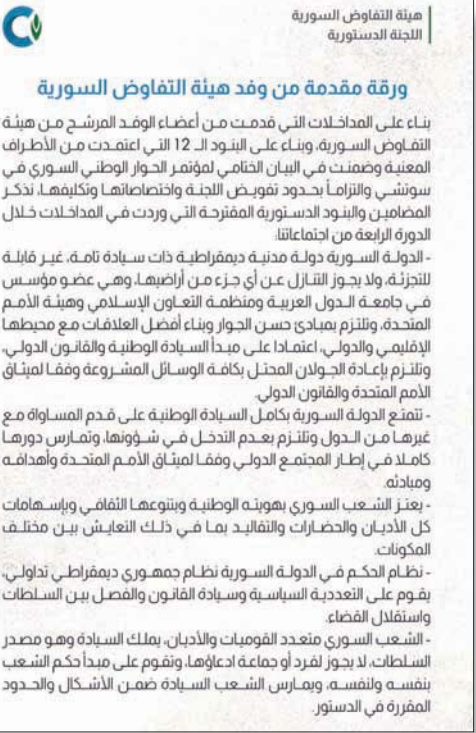 هيئة التفاوض السورية
اللجنة الدستورية
ورقة مقدمة من وفد هيئة التفاوض السورية
بناء على المداخلات التي قدمت من أعضاء الوفد المرشح من هيئة
التفاوض السورية، وبناء على البنود الـ 12 التي اعتمدت من الأطراف
المعنية وضمنت في البيان الختامي لمؤتمر الحوار الوطني السوري في
سوتشي والتزاماً بحدود تفويض اللجنة واختصاصاتها وتكليفها، نذكر
المضامين والبنود الدستورية المقترحة التي وردت في المداخلات خلال
الدورة الرابعة من اجتماعاتنا:
- الدولة السورية دولة مدنية ديمقراطية ذات سيادة تامة، غير قابلة
للتجزئة، ولا يجوز التنازل عن أي جزء من أراضيها، وهي عضو مؤسس
في جامعة الدول العربية ومنظمة التعاون الإسلامي وهيئة الأمم
المتحدة، وتلتزم بمبادئ حسن الجوار وبناء أفضل العلاقات مع محيطها
الإقليمي والدولي، اعتمادا على مبدأ السيادة الوطنية والقانون الدولي،
وتلتزم بإعادة الجولان المحتل بكافة الوسائل المشروعة وفقا لميثاق
الأمم المتحدة والقانون الدولي.
- تتمتع الدولة السورية بكامل السيادة الوطنية على قدم المساواة مع
غيرها من الدول وتلتزم بعدم التدخل في شؤونها، وتمارس دورها
كاملا في إطار المجتمع الدولي وفقا لميثاق الأمم المتحدة وأهدافه
ومبادئه.
- يعتز الشعب السوري بهويته الوطنية وبتنوعها الثقافي وبإسهامات
كل الأديان والحضارات والتقاليد بما في ذلك التعايش بين مختلف
المكونات.
- نظام الحكم في الدولة السورية نظام جمهوري ديمقراطي تداولي،
يقوم على التعددية السياسية وسيادة القانون والفصل بين السلطات
واستقلال القضاء.
- الشعب السوري متعدد القوميات والأديان، يملك السيادة وهو مصدر
السلطات، لا يجوز لفرد أو جماعة ادعاؤها، وتقوم على مبدأ حكم الشعب
بنفسه ولنفسه، ويمارس الشعب السيادة ضمن الأشكال والحدود
المقررة في الدستور.